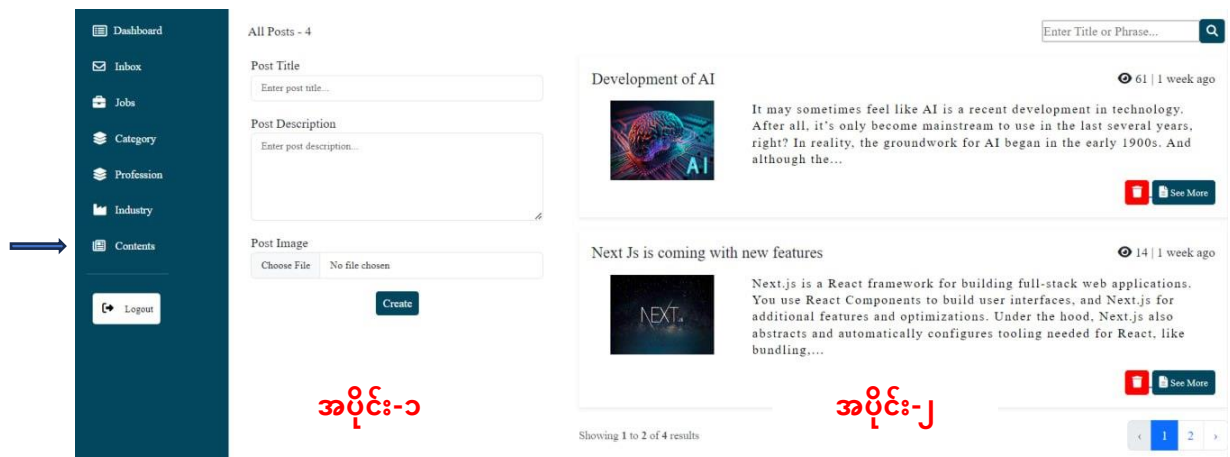 Dashboard
Inbox
Jobs
Category
Profession
Industry
Contents
Logout
All Posts - 4
Enter Title or Phrase...
Post Title
Enter post title...
Post Description
Enter post description...
Post Image
Choose File No file chosen
Create
အပိုင်း-၁
Development of AI
61 | 1 week ago
AI
It may sometimes feel like AI is a recent development in technology.
After all, it's only become mainstream to use in the last several years,
right? In reality, the groundwork for AI began in the early 1900s. And
although the...
See More
Next Js is coming with new features
14 | 1 week ago
NEXT.js
Next.js is a React framework for building full-stack web applications.
You use React Components to build user interfaces, and Next.js for
additional features and optimizations. Under the hood, Next.js also
abstracts and automatically configures tooling needed for React, like
bundling,...
See More
အပိုင်း-၂
Showing 1 to 2 of 4 results
‹ 1 2 ›